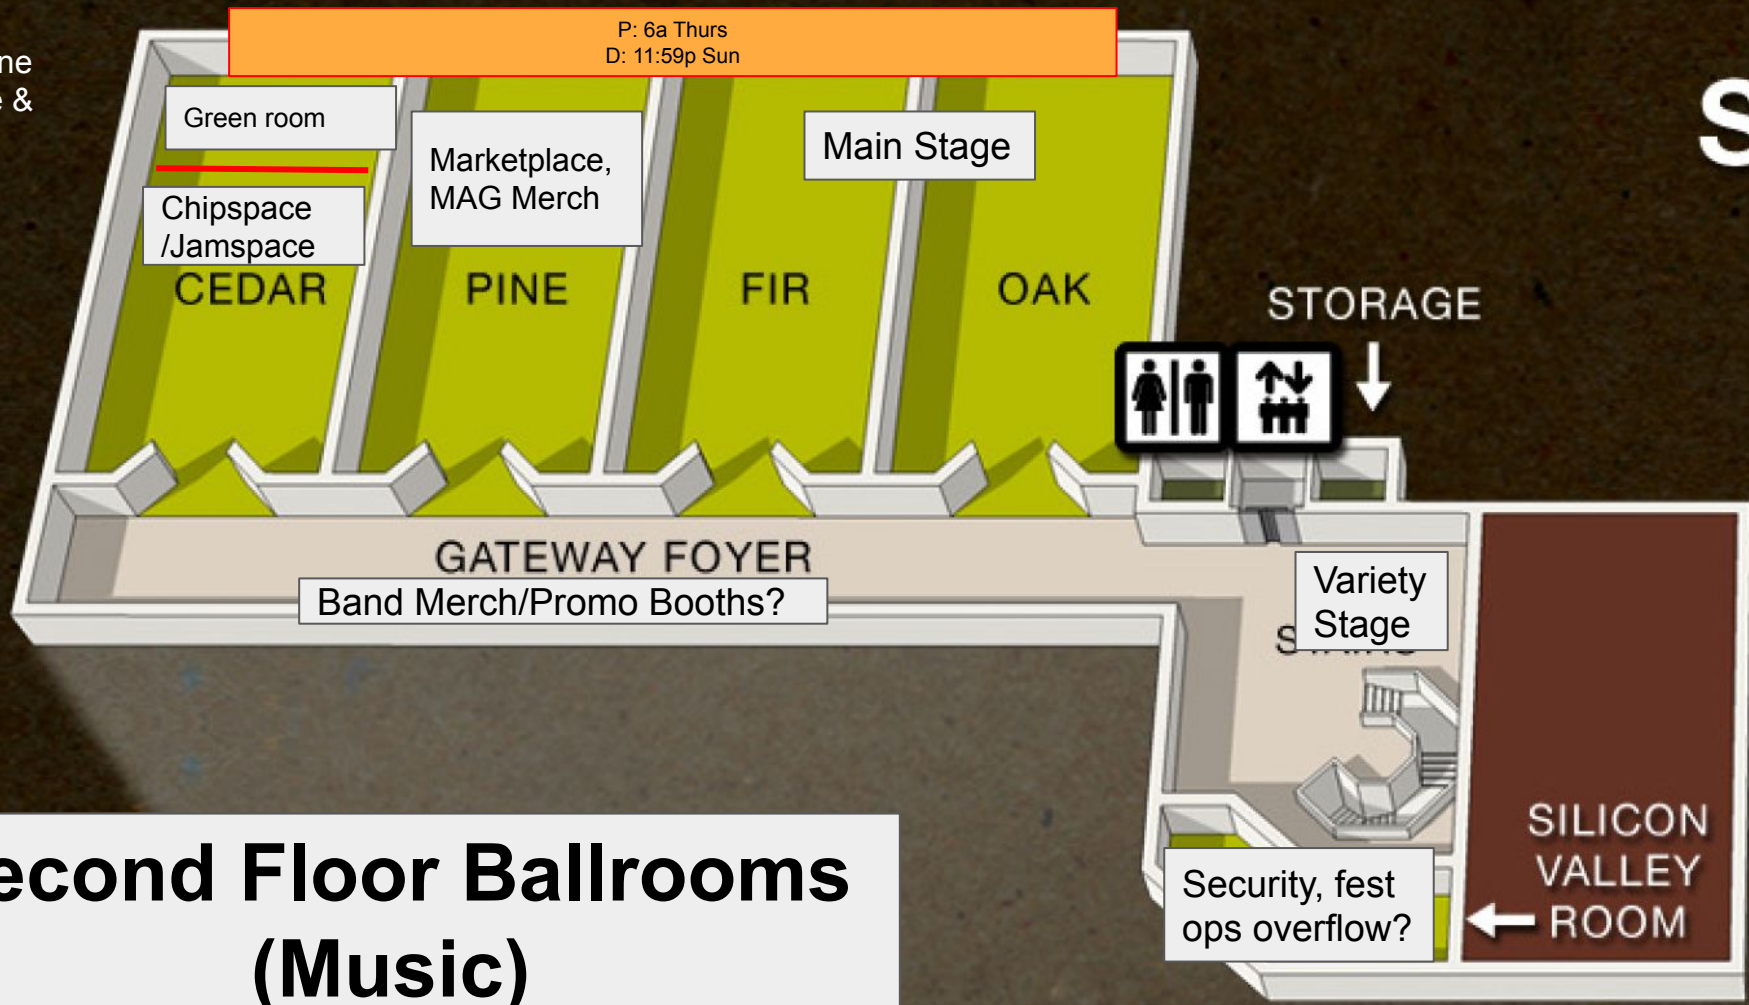 P: 6a Thurs
D: 11:59p Sun
Green room
Chipspace
/Jamspace
CEDAR
Marketplace,
MAG Merch
PINE
Main Stage
FIR
OAK
STORAGE
GATEWAY FOYER
Band Merch/Promo Booths?
Variety
Stage
Security, fest
ops overflow?
SILICON
VALLEY
ROOM
Floor Ballrooms
(Music)